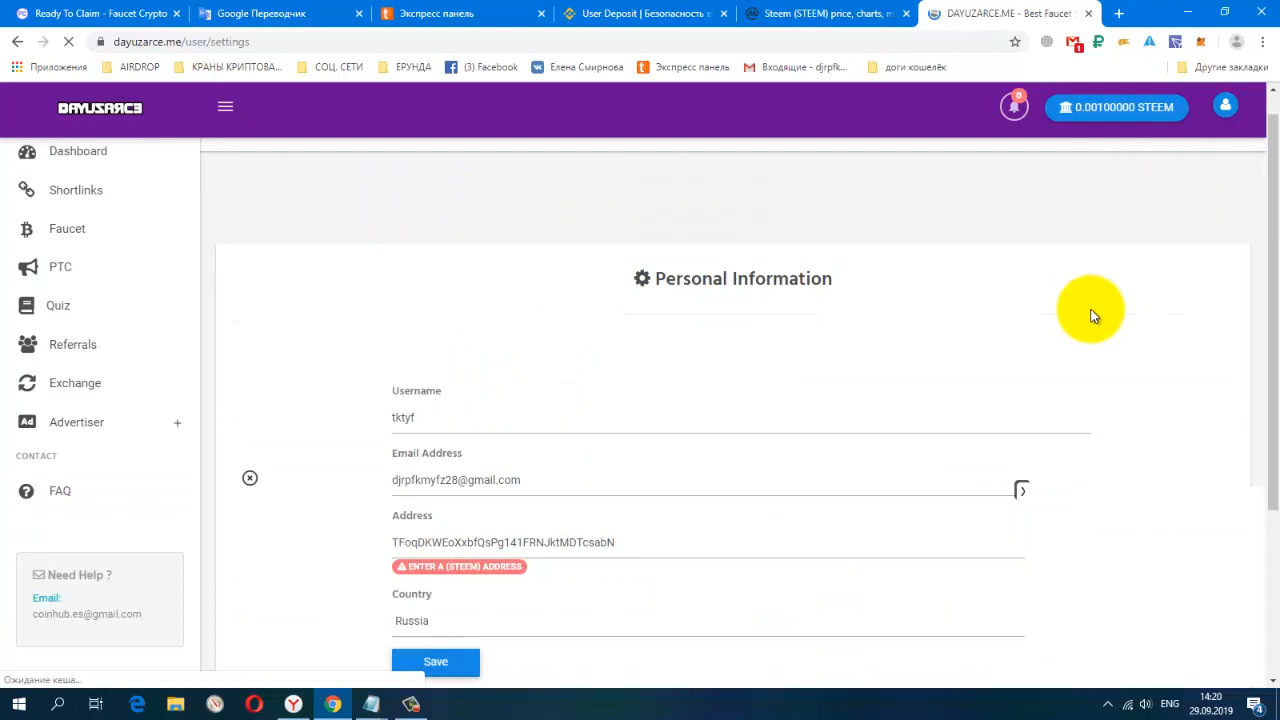 Ready To Claim - Faucet Crypto
Google Переводчик
Экспресс панель
User Deposit | Безопасность в
Steem (STEEM) price, charts, m
DAYUZARCE.ME - Best Faucet
dayuzarce.me/user/settings
1
Приложения
AIRDROP
КРАНЫ КРИПТОВА...
СОЦ. СЕТИ
ЕРУНДА
(3) Facebook
Елена Смирнова
Экспресс панель
Входящие - djrpfk...
доги кошелёк
Другие закладки
DAYUZARCE
0
0.00100000 STEEM
Dashboard
Shortlinks
Faucet
PTC
Quiz
Referrals
Exchange
Advertiser +
CONTACT
FAQ
Need Help ?
Email:
coinhub.es@gmail.com
Personal Information
Username
tktyf
Email Address
djrpfkmyfz28@gmail.com
Address
TFoqDKWEoXxbfQsPg141FRNJktMDTcsabN
ENTER A (STEEM) ADDRESS
Country
Russia
Save
Ожидание кеша...
ENG
14:20
29.09.2019
4